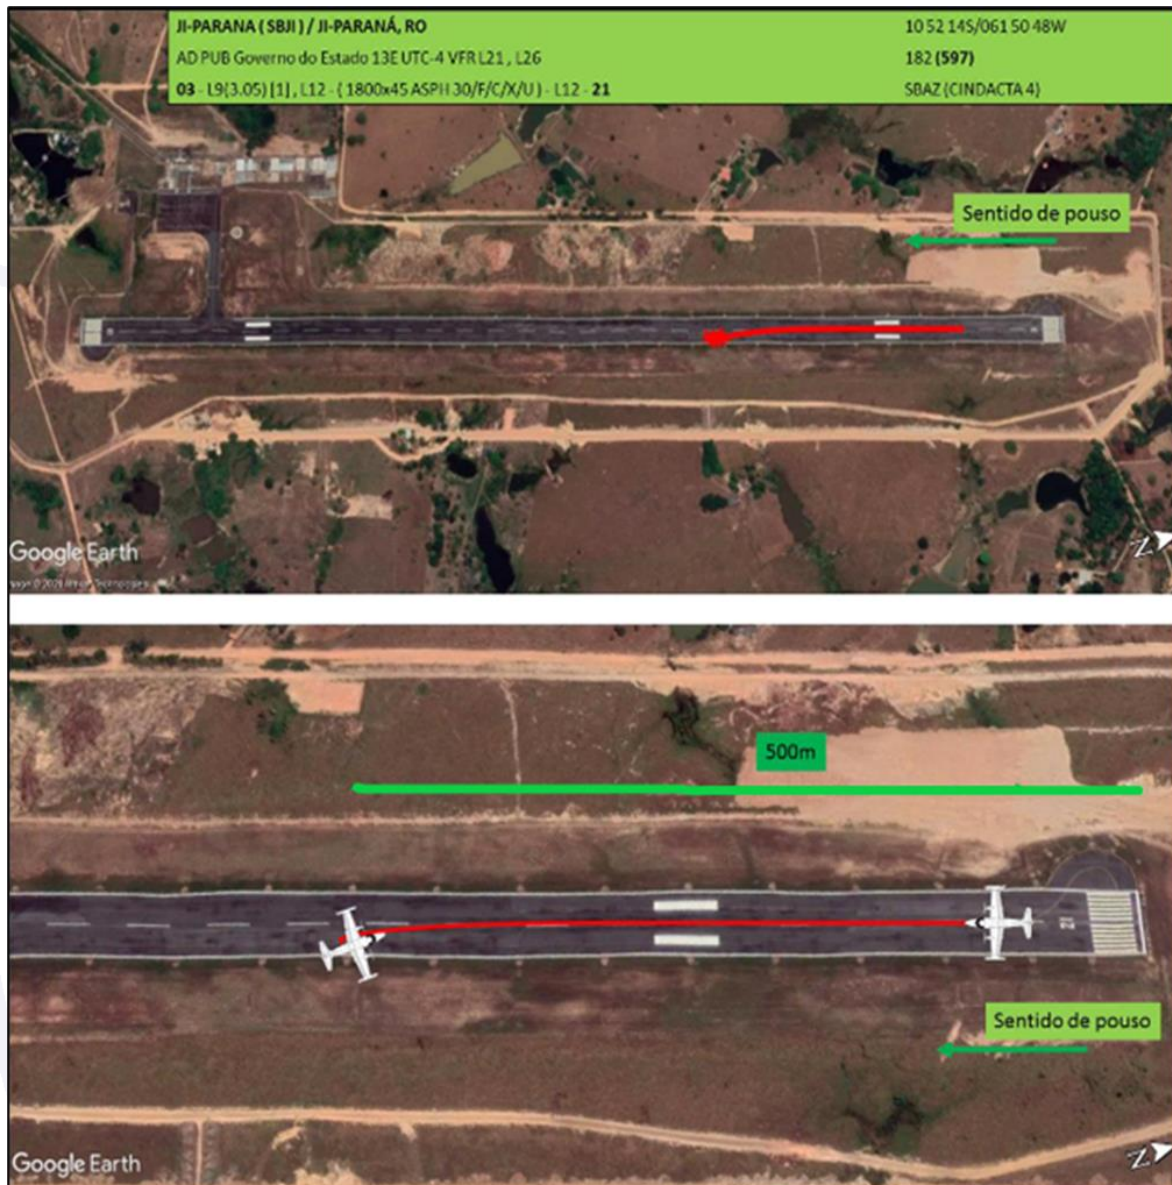 JI-PARANA ( SBJI ) / JI-PARANÁ, RO
10 52 14S/061 50 48W
AD PUB Governo do Estado 13E UTC-4 VFR L21 , L26
182 (597)
03 - L9(3.05) [1] , L12 - ( 1800x45 ASPH 30/F/C/X/U ) - L12 - 21
SBAZ (CINDACTA 4)
Sentido de pouso
Google Earth
N
500m
21
Sentido de pouso
Google Earth
N